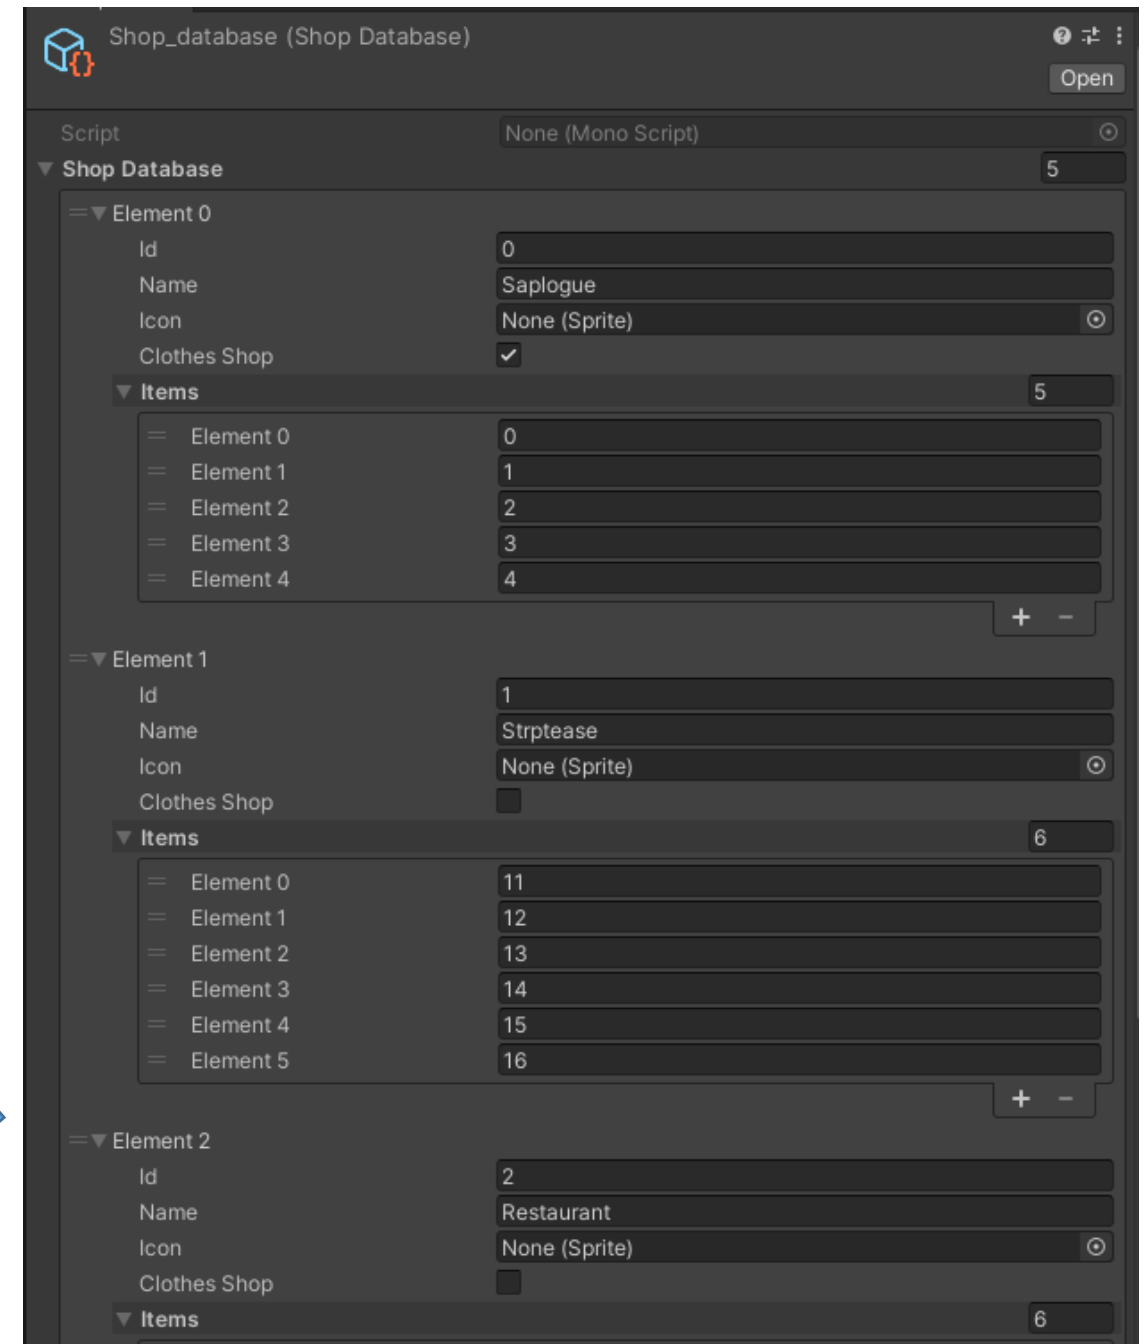 Shop_database (Shop Database)
Open
Script None (Mono Script)
Shop Database 5
Element 0
Id 0
Name Saplogue
Icon None (Sprite)
Clothes Shop
Items 5
Element 0 0
Element 1 1
Element 2 2
Element 3 3
Element 4 4
+ −
Element 1
Id 1
Name Strptease
Icon None (Sprite)
Clothes Shop
Items 6
Element 0 11
Element 1 12
Element 2 13
Element 3 14
Element 4 15
Element 5 16
+ −
Element 2
Id 2
Name Restaurant
Icon None (Sprite)
Clothes Shop
Items 6